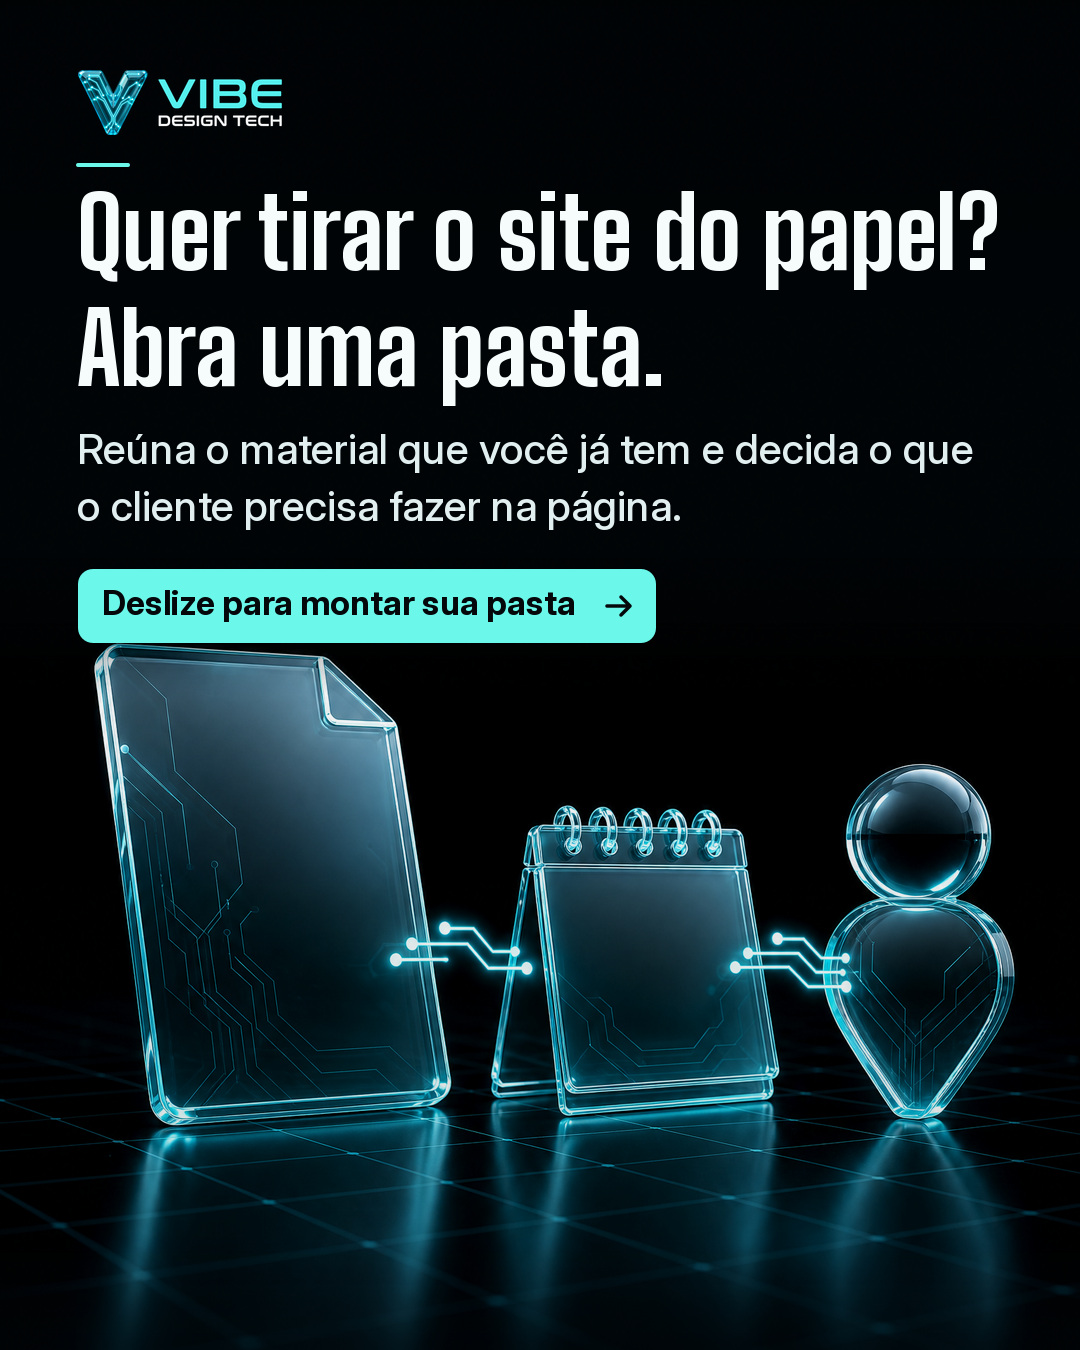 VIBE
DESIGN TECH
Quer tirar o site do papel?
Abra uma pasta.
Reúna o material que você já tem e decida o que
o cliente precisa fazer na página.
Deslize para montar sua pasta →